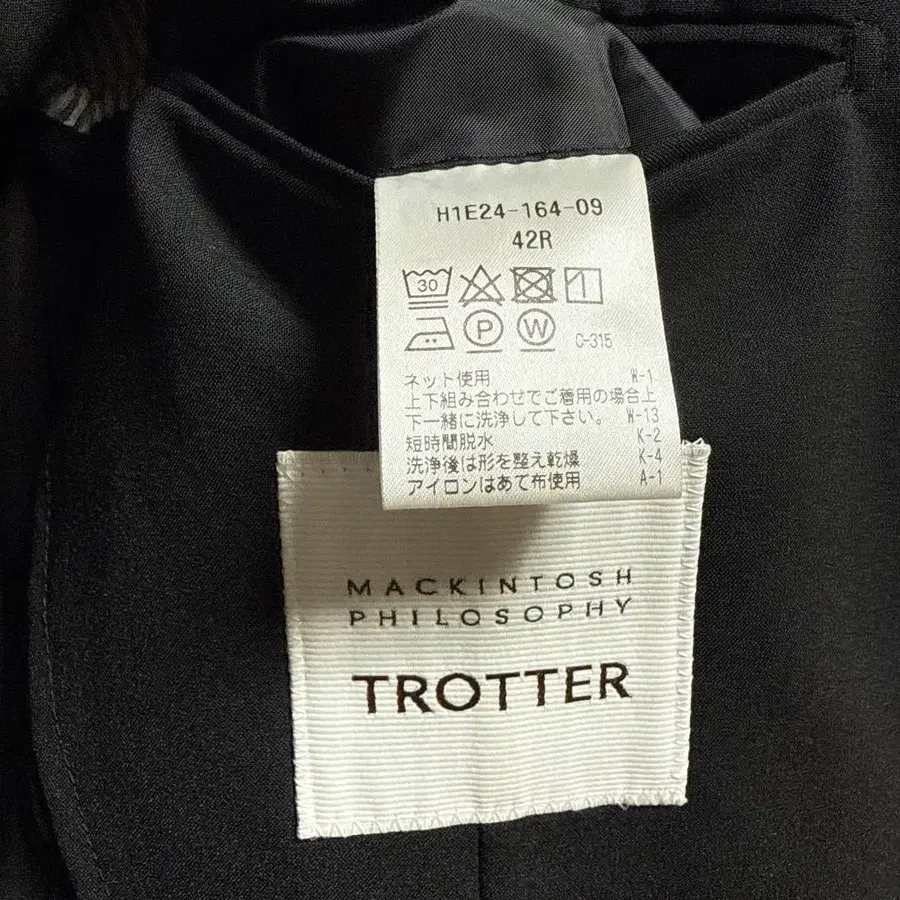 H1E24-164-09
42R
30
P W C-315
ネット使用 W-1
上下組み合わせでご着用の場合上
下一緒に洗浄して下さい。 W-13
短時間脱水 K-2
洗浄後は形を整え乾燥 K-4
アイロンはあて布使用 A-1
MACKINTOSH
PHILOSOPHY
TROTTER